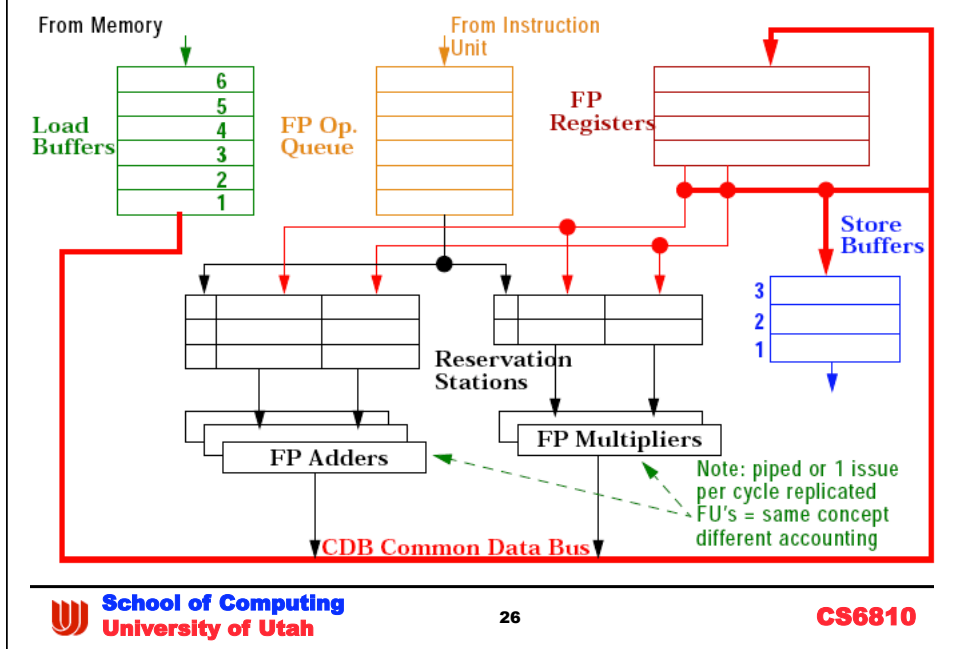 From Memory
From Instruction
Unit
6
5
4
3
2
1
Load
Buffers
FP Op.
Queue
FP
Registers
Store
Buffers
3
2
1
Reservation
Stations
FP Adders
FP Multipliers
Note: piped or 1 issue
per cycle replicated
FU's = same concept
different accounting
CDB Common Data Bus
School of Computing
University of Utah
26
CS6810